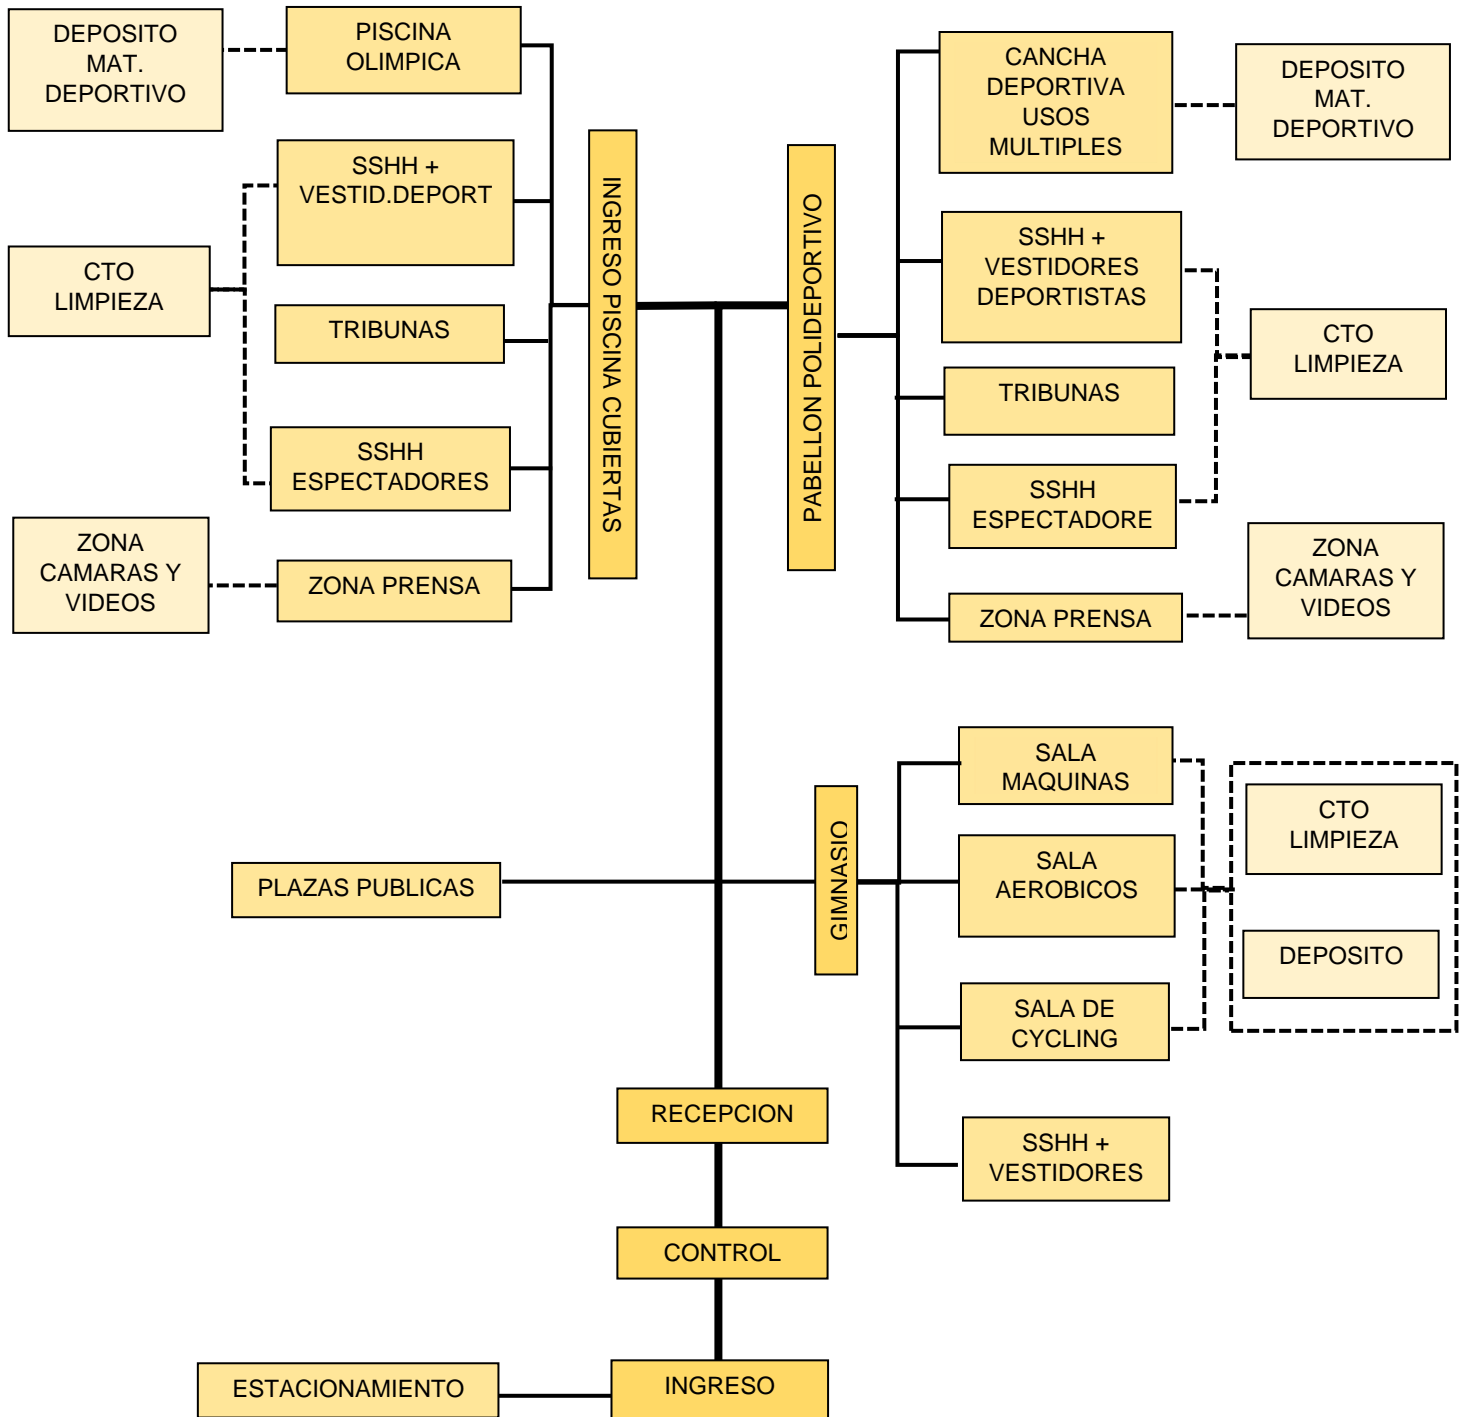 DEPOSITO
MAT.
DEPORTIVO
PISCINA
OLIMPICA
SSHH +
VESTID.DEPORT
CTO
LIMPIEZA
TRIBUNAS
SSHH
ESPECTADORES
ZONA
CAMARAS Y
VIDEOS
ZONA PRENSA
INGRESO PISCINA CUBIERTAS
PABELLON POLIDEPORTIVO
CANCHA
DEPORTIVA
USOS
MULTIPLES
DEPOSITO
MAT.
DEPORTIVO
SSHH +
VESTIDORES
DEPORTISTAS
CTO
LIMPIEZA
TRIBUNAS
SSHH
ESPECTADORE
ZONA
CAMARAS Y
VIDEOS
ZONA PRENSA
PLAZAS PUBLICAS
GIMNASIO
SALA
MAQUINAS
SALA
AEROBICOS
SALA DE
CYCLING
SSHH +
VESTIDORES
CTO
LIMPIEZA
DEPOSITO
RECEPCION
CONTROL
ESTACIONAMIENTO
INGRESO